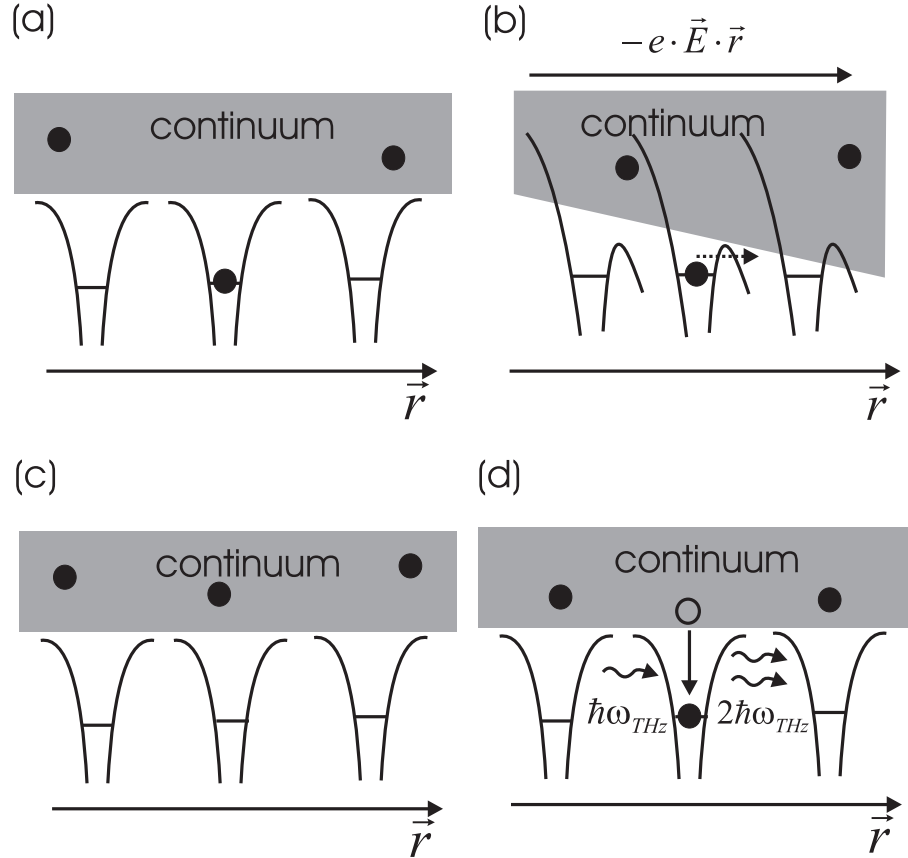 (a)
continuum
r⃗
(b)
−e·E⃗·r⃗
continuum
r⃗
(c)
continuum
r⃗
(d)
continuum
ħω_THz 2ħω_THz
r⃗